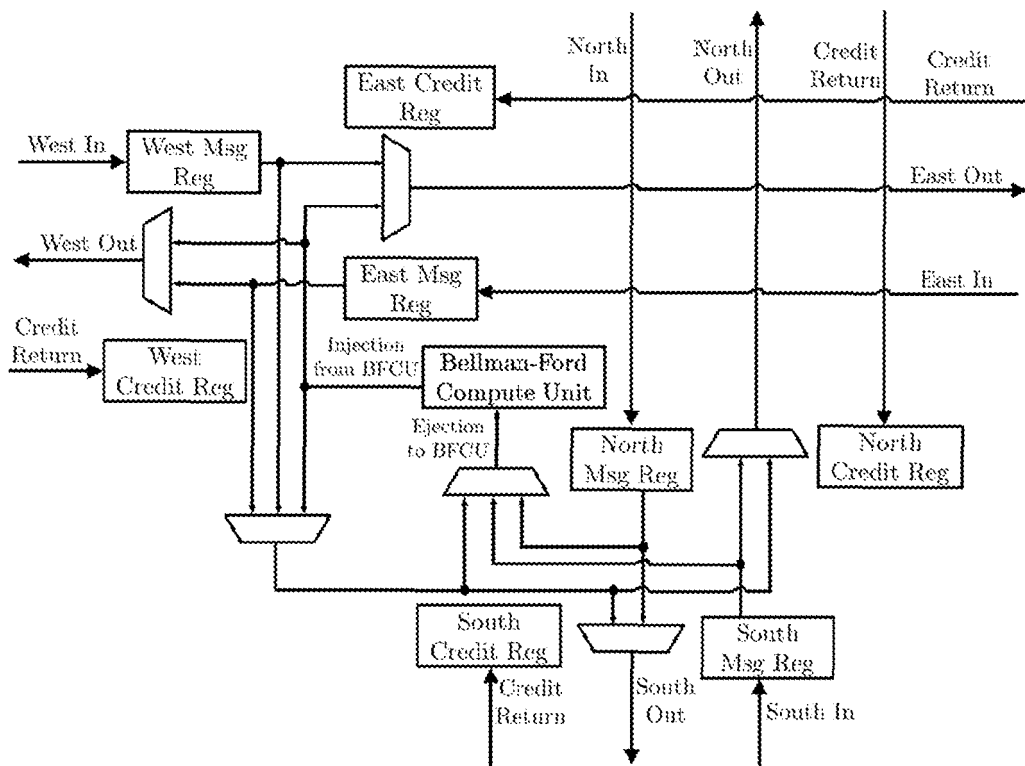 North
In
North
Out
Credit
Return
Credit
Return
East Credit
Reg
West In
West Msg
Reg
East Out
West Out
East Msg
Reg
East In
Credit
Return
West
Credit Reg
Injection
from BFCU
Bellman-Ford
Compute Unit
Ejection
to BFCU
North
Msg Reg
North
Credit Reg
South
Credit Reg
South
Msg Reg
Credit
Return
South
Out
South In